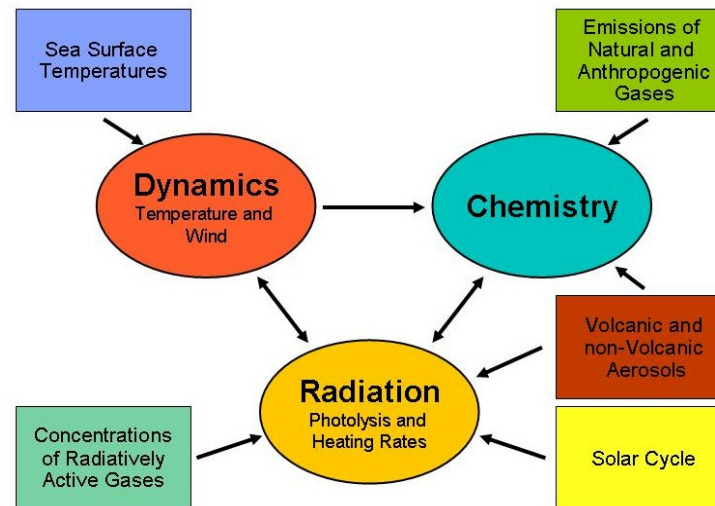 Sea Surface
Temperatures
Emissions of
Natural and
Anthropogenic
Gases
Dynamics
Temperature and
Wind
Chemistry
Volcanic and
non-Volcanic
Aerosols
Radiation
Photolysis and
Heating Rates
Concentrations
of Radiatively
Active Gases
Solar Cycle